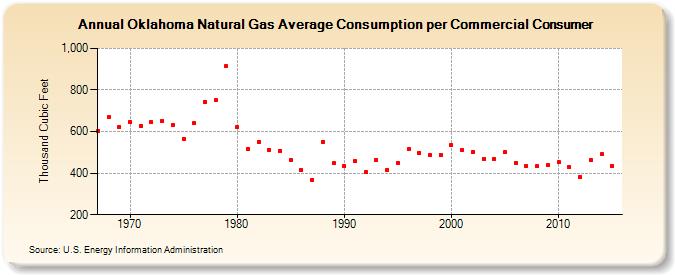 Annual Oklahoma Natural Gas Average Consumption per Commercial Consumer
Thousand Cubic Feet
1,000
800
600
400
200
1970 1980 1990 2000 2010
Source: U.S. Energy Information Administration